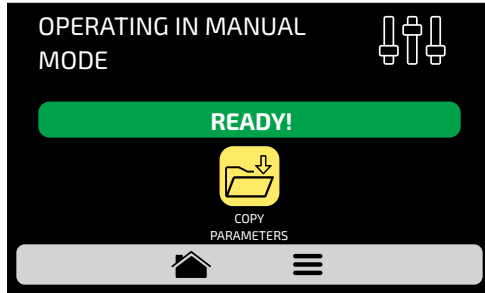 OPERATING IN MANUAL
MODE
READY!
COPY
PARAMETERS